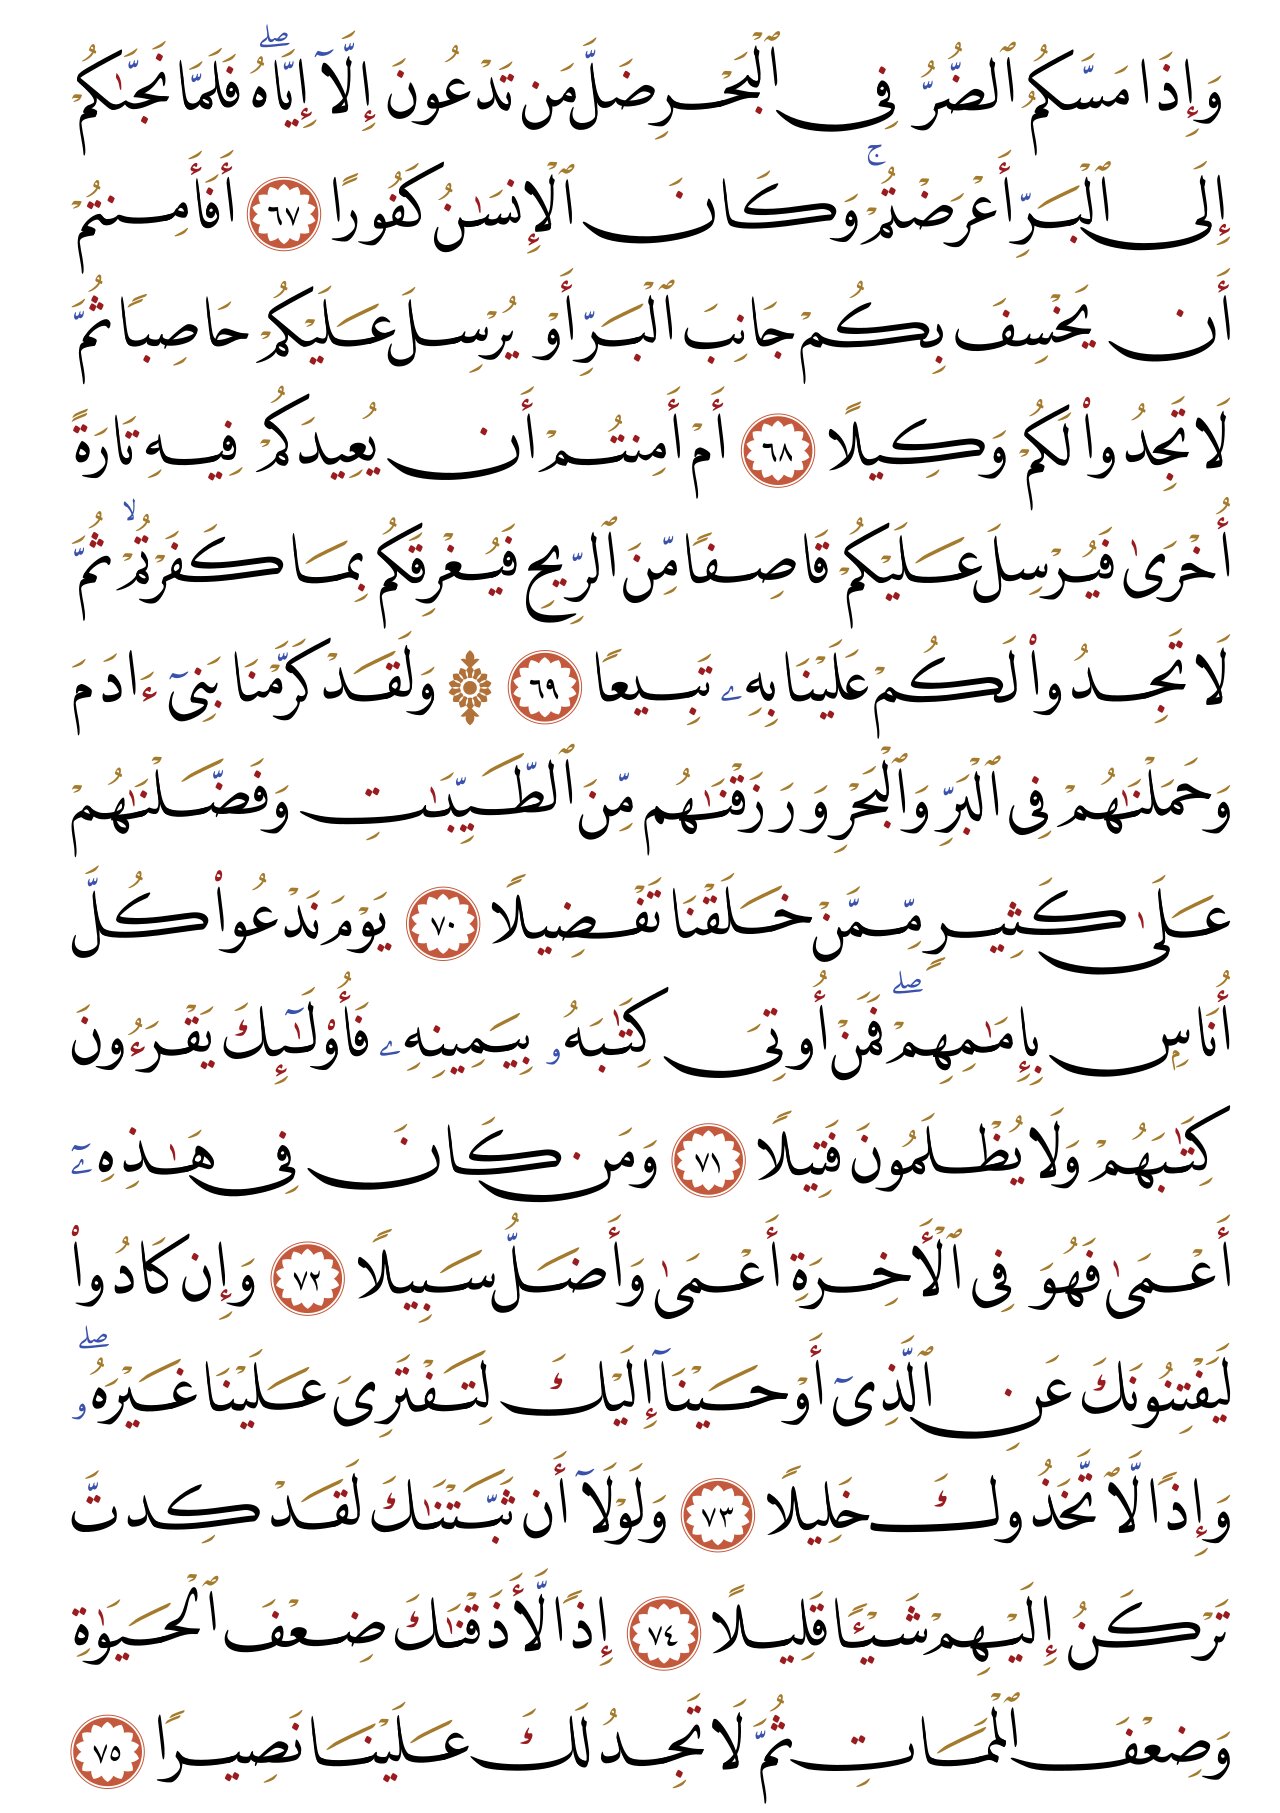 وَإِذَا مَسَّكُمُ ٱلضُّرُّ فِى ٱلْبَحْرِ ضَلَّ مَن تَدْعُونَ إِلَّآ إِيَّاهُ ۖ فَلَمَّا نَجَّىٰكُمْ
إِلَى ٱلْبَرِّ أَعْرَضْتُمْ ۚ وَكَانَ ٱلْإِنسَـٰنُ كَفُورًا ٦٧ أَفَأَمِنتُمْ
أَن يَخْسِفَ بِكُمْ جَانِبَ ٱلْبَرِّ أَوْ يُرْسِلَ عَلَيْكُمْ حَاصِبًا ثُمَّ
لَا تَجِدُوا۟ لَكُمْ وَكِيلًا ٦٨ أَمْ أَمِنتُمْ أَن يُعِيدَكُمْ فِيهِ تَارَةً
أُخْرَىٰ فَيُرْسِلَ عَلَيْكُمْ قَاصِفًا مِّنَ ٱلرِّيحِ فَيُغْرِقَكُم بِمَا كَفَرْتُمْ ۙ ثُمَّ
لَا تَجِدُوا۟ لَكُمْ عَلَيْنَا بِهِۦ تَبِيعًا ٦٩ ۞ وَلَقَدْ كَرَّمْنَا بَنِىٓ ءَادَمَ
وَحَمَلْنَـٰهُمْ فِى ٱلْبَرِّ وَٱلْبَحْرِ وَرَزَقْنَـٰهُم مِّنَ ٱلطَّيِّبَـٰتِ وَفَضَّلْنَـٰهُمْ
عَلَىٰ كَثِيرٍ مِّمَّنْ خَلَقْنَا تَفْضِيلًا ٧٠ يَوْمَ نَدْعُوا۟ كُلَّ
أُنَاسٍۭ بِإِمَـٰمِهِمْ ۖ فَمَنْ أُوتِىَ كِتَـٰبَهُۥ بِيَمِينِهِۦ فَأُو۟لَـٰٓئِكَ يَقْرَءُونَ
كِتَـٰبَهُمْ وَلَا يُظْلَمُونَ فَتِيلًا ٧١ وَمَن كَانَ فِى هَـٰذِهِۦٓ
أَعْمَىٰ فَهُوَ فِى ٱلْأَخِرَةِ أَعْمَىٰ وَأَضَلُّ سَبِيلًا ٧٢ وَإِن كَادُوا۟
لَيَفْتِنُونَكَ عَنِ ٱلَّذِىٓ أَوْحَيْنَآ إِلَيْكَ لِتَفْتَرِىَ عَلَيْنَا غَيْرَهُۥ ۖ
وَإِذًا لَّٱتَّخَذُوكَ خَلِيلًا ٧٣ وَلَوْلَآ أَن ثَبَّتْنَـٰكَ لَقَدْ كِدتَّ
تَرْكَنُ إِلَيْهِمْ شَيْـًٔا قَلِيلًا ٧٤ إِذًا لَّأَذَقْنَـٰكَ ضِعْفَ ٱلْحَيَوٰةِ
وَضِعْفَ ٱلْمَمَاتِ ثُمَّ لَا تَجِدُ لَكَ عَلَيْنَا نَصِيرًا ٧٥